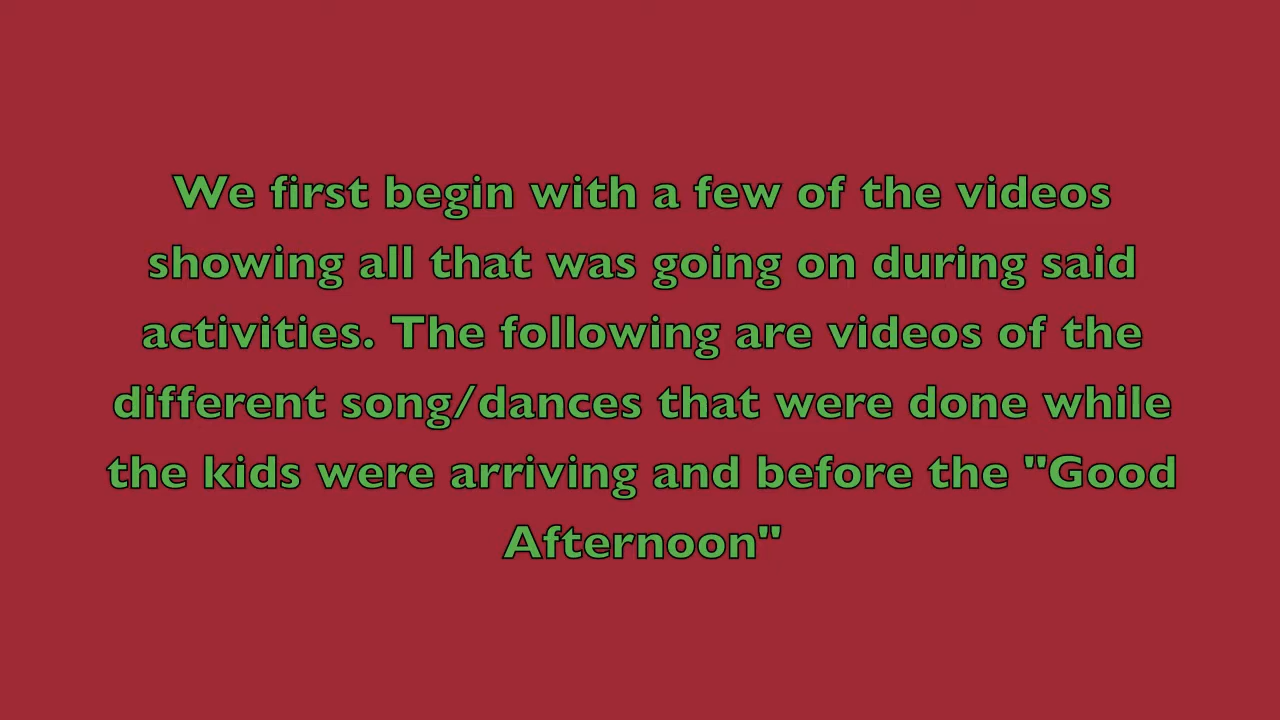 We first begin with a few of the videos
showing all that was going on during said
activities. The following are videos of the
different song/dances that were done while
the kids were arriving and before the "Good
Afternoon"